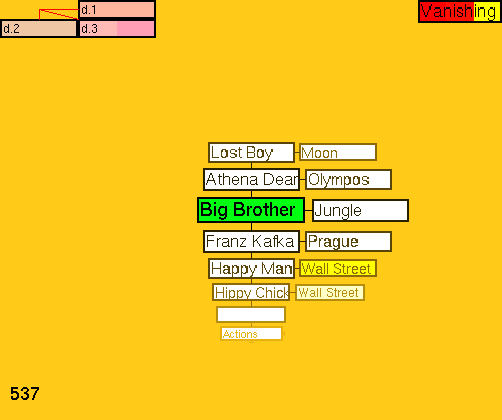 d.1
Vanishing
d.2
d.3
Lost Boy
Moon
Athena Dear
Olympos
Big Brother
Jungle
Franz Kafka
Prague
Happy Man
Wall Street
Hippy Chick
Wall Street
Actions
537